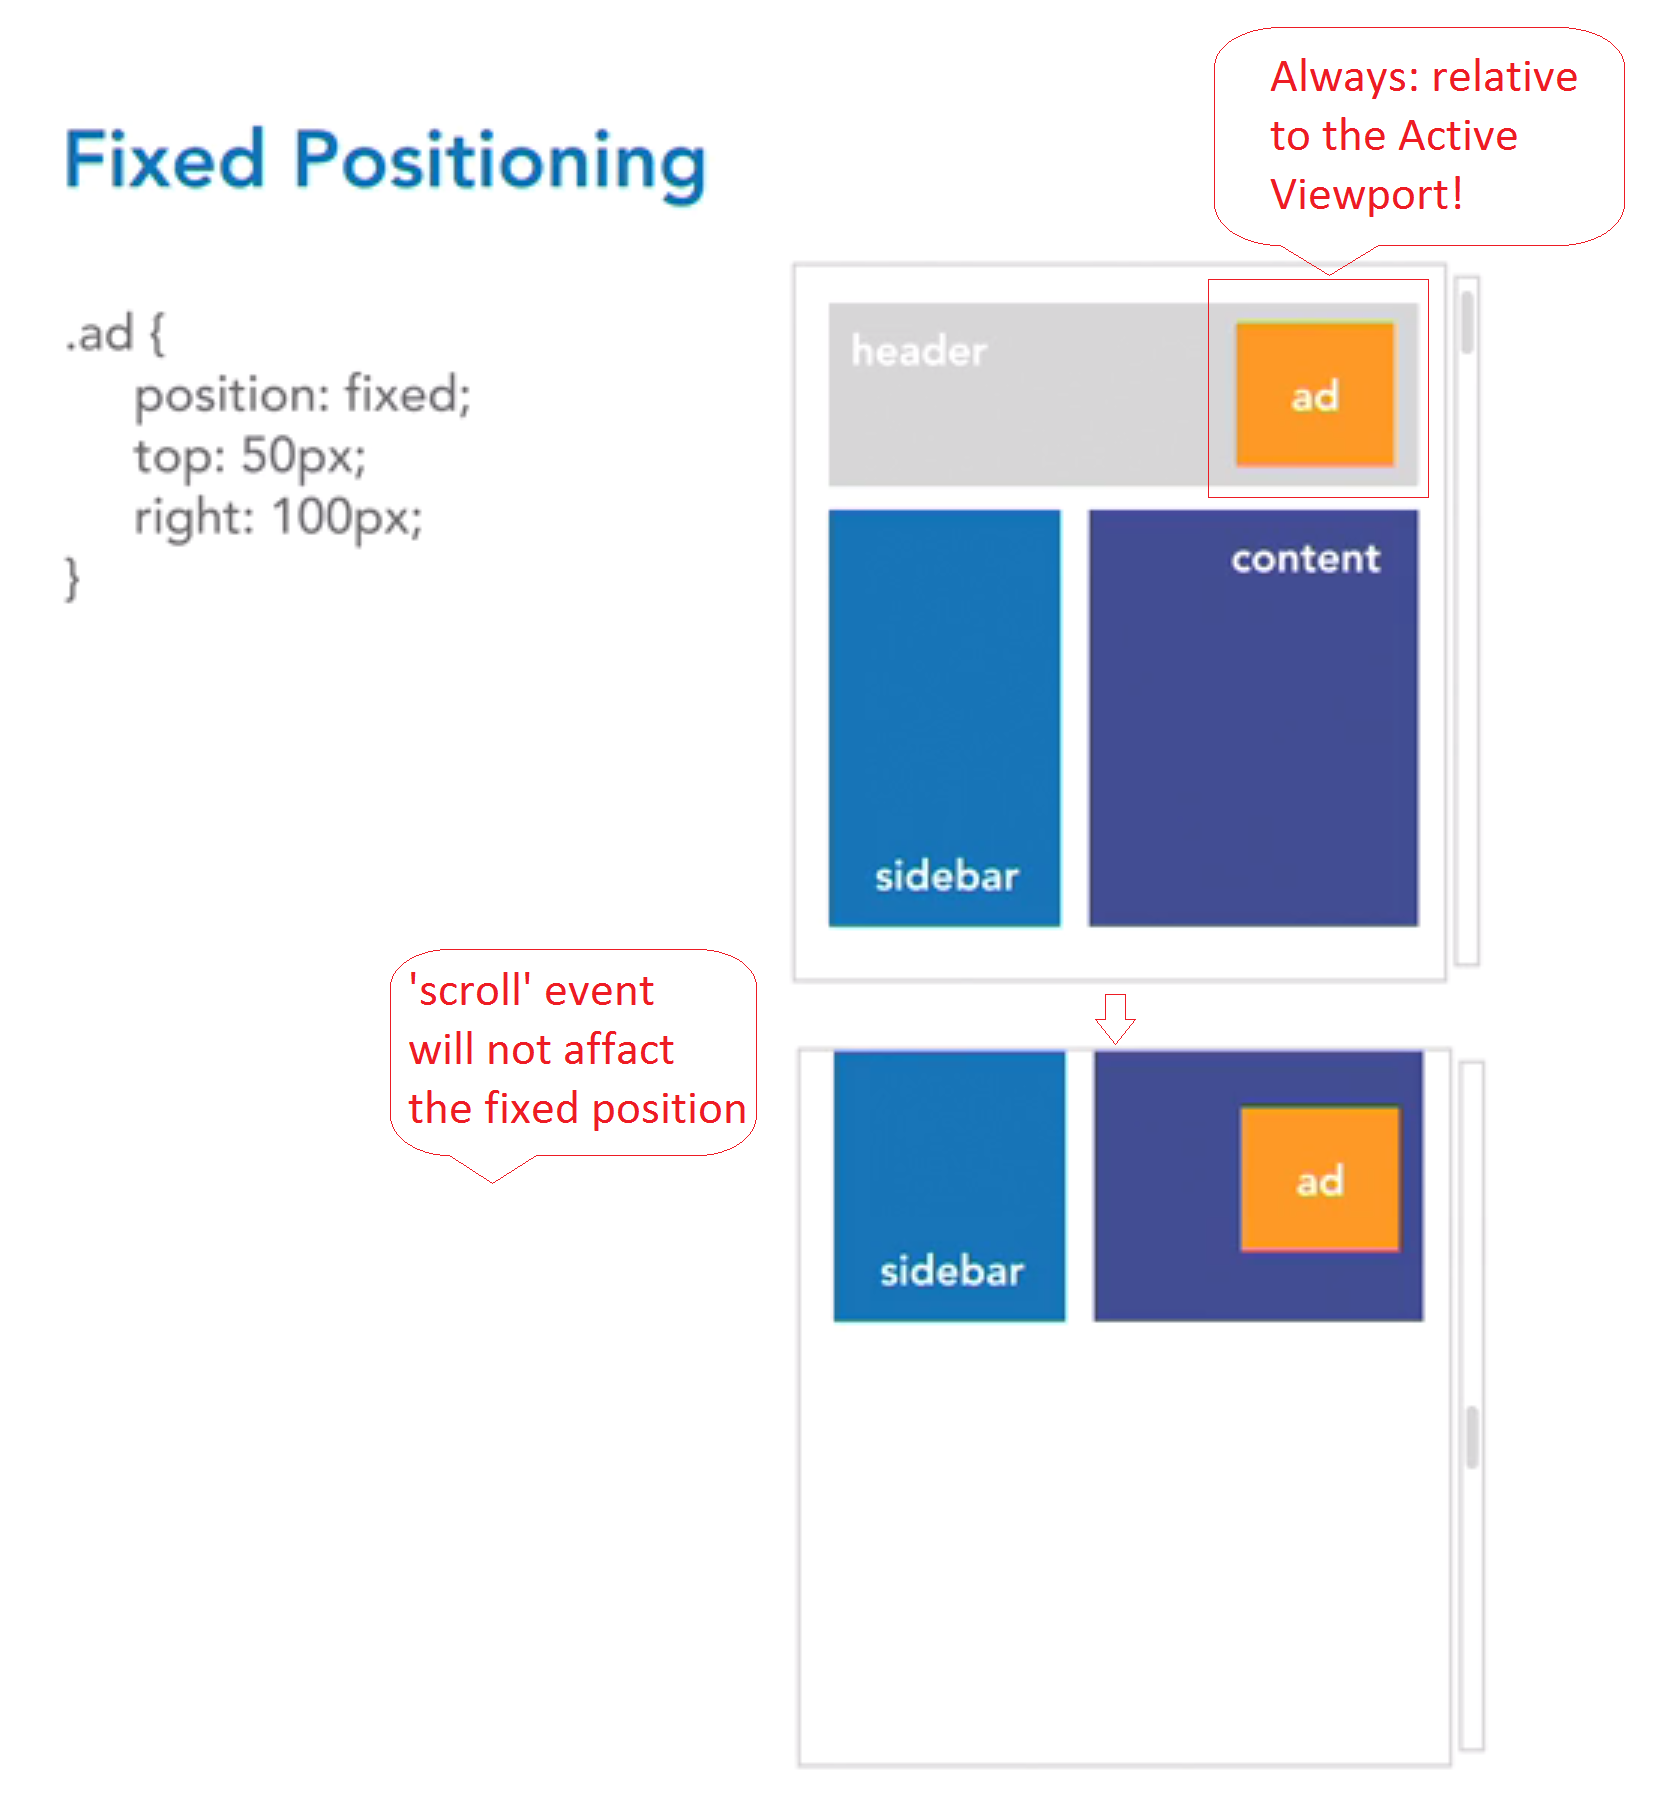 Fixed Positioning
.ad {
position: fixed;
top: 50px;
right: 100px;
}
Always: relative
to the Active
Viewport!
header
ad
content
sidebar
'scroll' event
will not affact
the fixed position
ad
sidebar